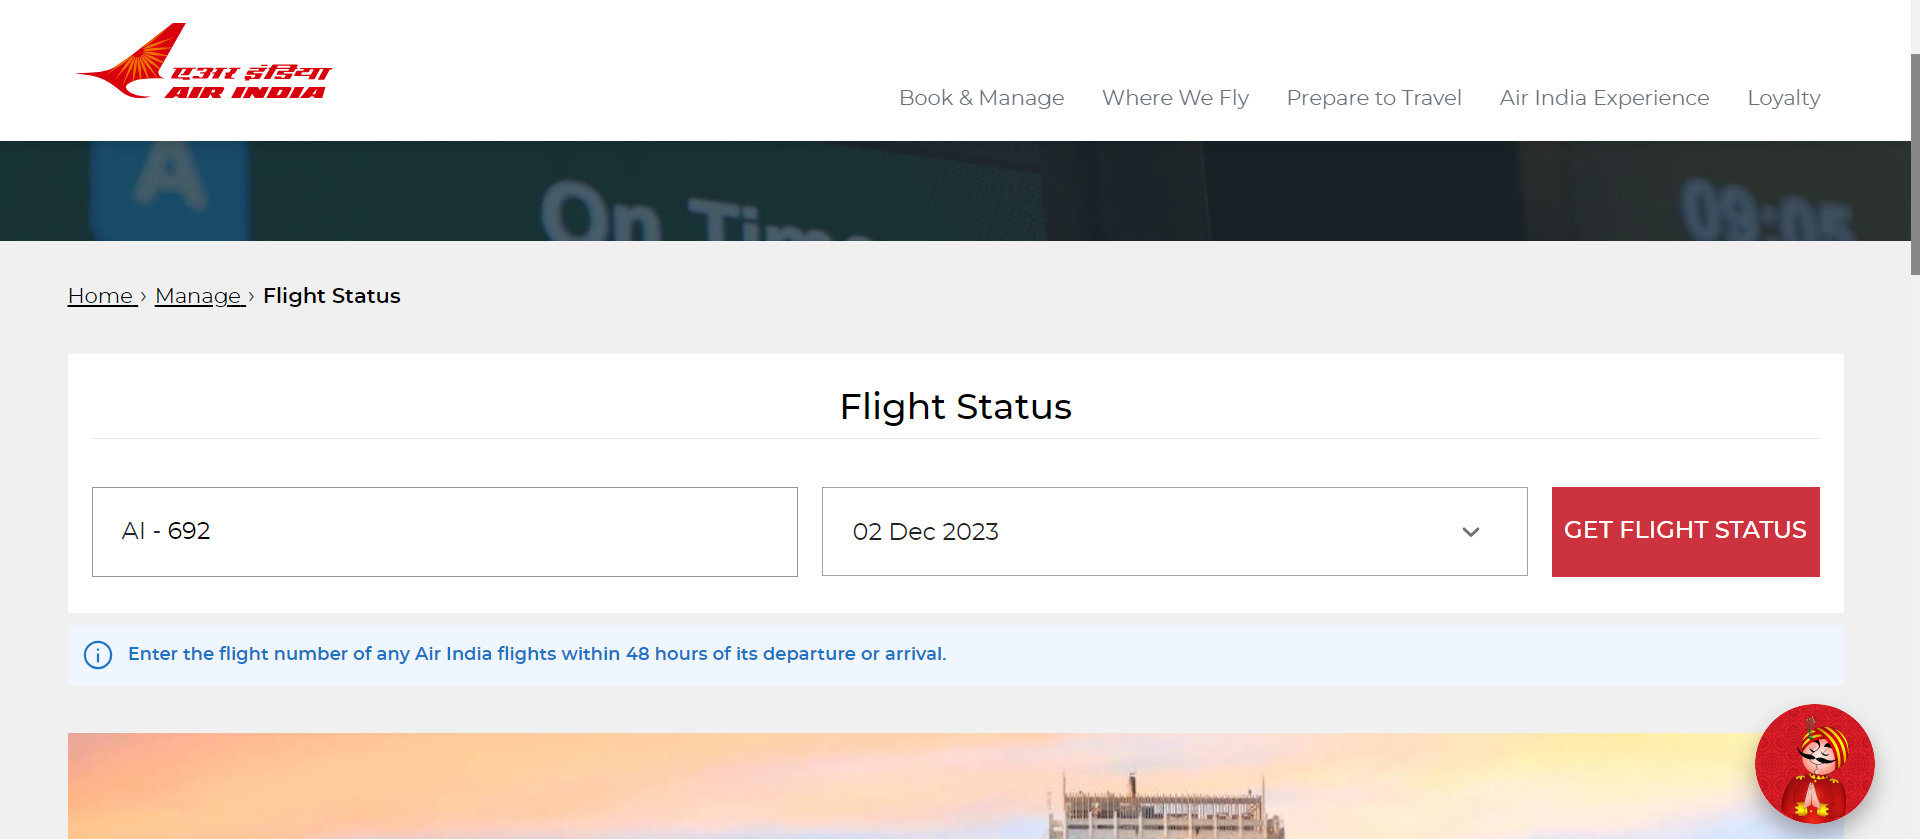 एअर इंडिया
AIR INDIA
Book & Manage Where We Fly Prepare to Travel Air India Experience Loyalty
A
On Time
09:05
Home › Manage › Flight Status
Flight Status
AI - 692
02 Dec 2023
GET FLIGHT STATUS
Enter the flight number of any Air India flights within 48 hours of its departure or arrival.